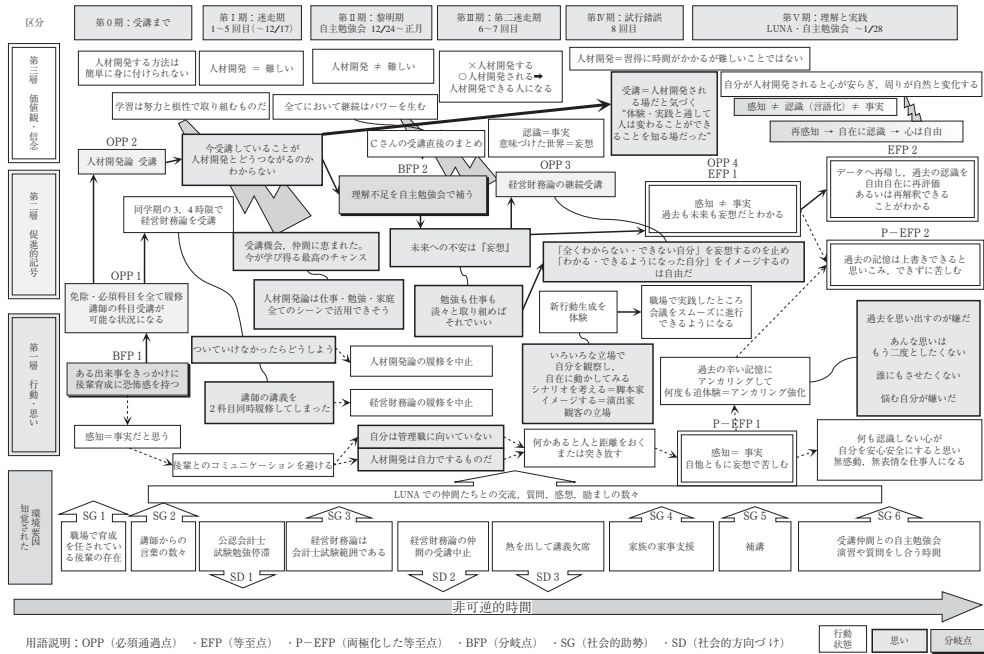 区分
第0期：受講まで
第Ⅰ期：迷走期
1～5回目（～12/17）
第Ⅱ期：黎明期
自主勉強会 12/24～正月
第Ⅲ期：第二迷走期
6～7回目
第Ⅳ期：試行錯誤
8回目
第Ⅴ期：理解と実践
LUNA・自主勉強会 ～1/28
第三層 価値観・信念
人材開発する方法は
簡単に身に付けられない
人材開発 ＝ 難しい
人材開発 ≠ 難しい
×人材開発する
○人材開発される➡
人材開発できる人になる
人材開発＝習得に時間がかかるが難しいことではない
学習は努力と根性で取り組むものだ
全てにおいて継続はパワーを生む
受講＝人材開発され
る場だと気づく
“体験・実践と通して
人は変わることができ
ることを知る場だった”
自分が人材開発されると心が安らぎ，周りが自然と変化する
感知 ≠ 認識（言語化）≠ 事実
再感知 → 自在に認識 → 心は自由
OPP 2
人材開発論 受講
今受講していることが
人材開発とどうつながるのか
わからない
Cさんの受講直後のまとめ
認識＝事実
意味づけた世界＝妄想
第二層 促進的記号
BFP 2
理解不足を自主勉強会で補う
OPP 3
経営財務論の継続受講
OPP 4
EFP 1
感知 ≠ 事実
過去も未来も妄想だとわかる
EFP 2
データへ再帰し，過去の認識を
自由自在に再評価
あるいは再解釈できる
ことがわかる
同学期の3，4時限で
経営財務論を受講
受講機会，仲間に恵まれた。
今が学び得る最高のチャンス
未来への不安は『妄想』
「全くわからない・できない自分」を妄想するのを止め
「わかる・できるようになった自分」をイメージするの
は自由だ
P－EFP 2
過去の記憶は上書きできると
思いこみ，できずに苦しむ
OPP 1
免除・必須科目を全て履修
講師の科目受講が
可能な状況になる
人材開発論は仕事・勉強・家庭
全てのシーンで活用できそう
勉強も仕事も
淡々と取り組めば
それでいい
新行動生成を
体験
職場で実践したところ
会議をスムーズに進行
できるようになる
第一層 行動・思い
BFP 1
ある出来事をきっかけに
後輩育成に恐怖感を持つ
ついていけなかったらどうしよう
人材開発論の履修を中止
講師の講義を
2科目同時履修してしまった
経営財務論の履修を中止
いろいろな立場で
自分を観察し，
自在に動かしてみる
シナリオを考える＝脚本家
イメージする＝演出家
観客の立場
過去の辛い記憶に
アンカリングして
何度も追体験＝アンカリング強化
過去を思い出すのが嫌だ
あんな思いは
もう二度としたくない
誰にもさせたくない
悩む自分が嫌いだ
感知＝事実だと思う
後輩とのコミュニケーションを避ける
自分は管理職に向いていない
人材開発は自力でするものだ
何かあると人と距離をおく
または突き放す
P－EFP 1
感知＝ 事実
自他ともに妄想で苦しむ
何も認識しない心が
自分を安心安全にすると思い
無感動，無表情な仕事人になる
知覚された
環境要因
LUNA での仲間たちとの交流，質問，感想，励ましの数々
SG 1
職場で育成
を任されてい
る後輩の存在
SG 2
講師からの
言葉の数々
公認会計士
試験勉強停滞
SD 1
SG 3
経営財務論は
会計士試験範囲である
経営財務論の仲
間の受講中止
SD 2
熱を出して講義欠席
SD 3
SG 4
家族の家事支援
SG 5
補講
SG 6
受講仲間との自主勉強会
演習や質問をし合う時間
非可逆的時間
用語説明：OPP（必須通過点） ・EFP（等至点） ・P－EFP（両極化した等至点） ・BFP（分岐点） ・SG（社会的助勢） ・SD（社会的方向づけ）
行動
状態
思い
分岐点